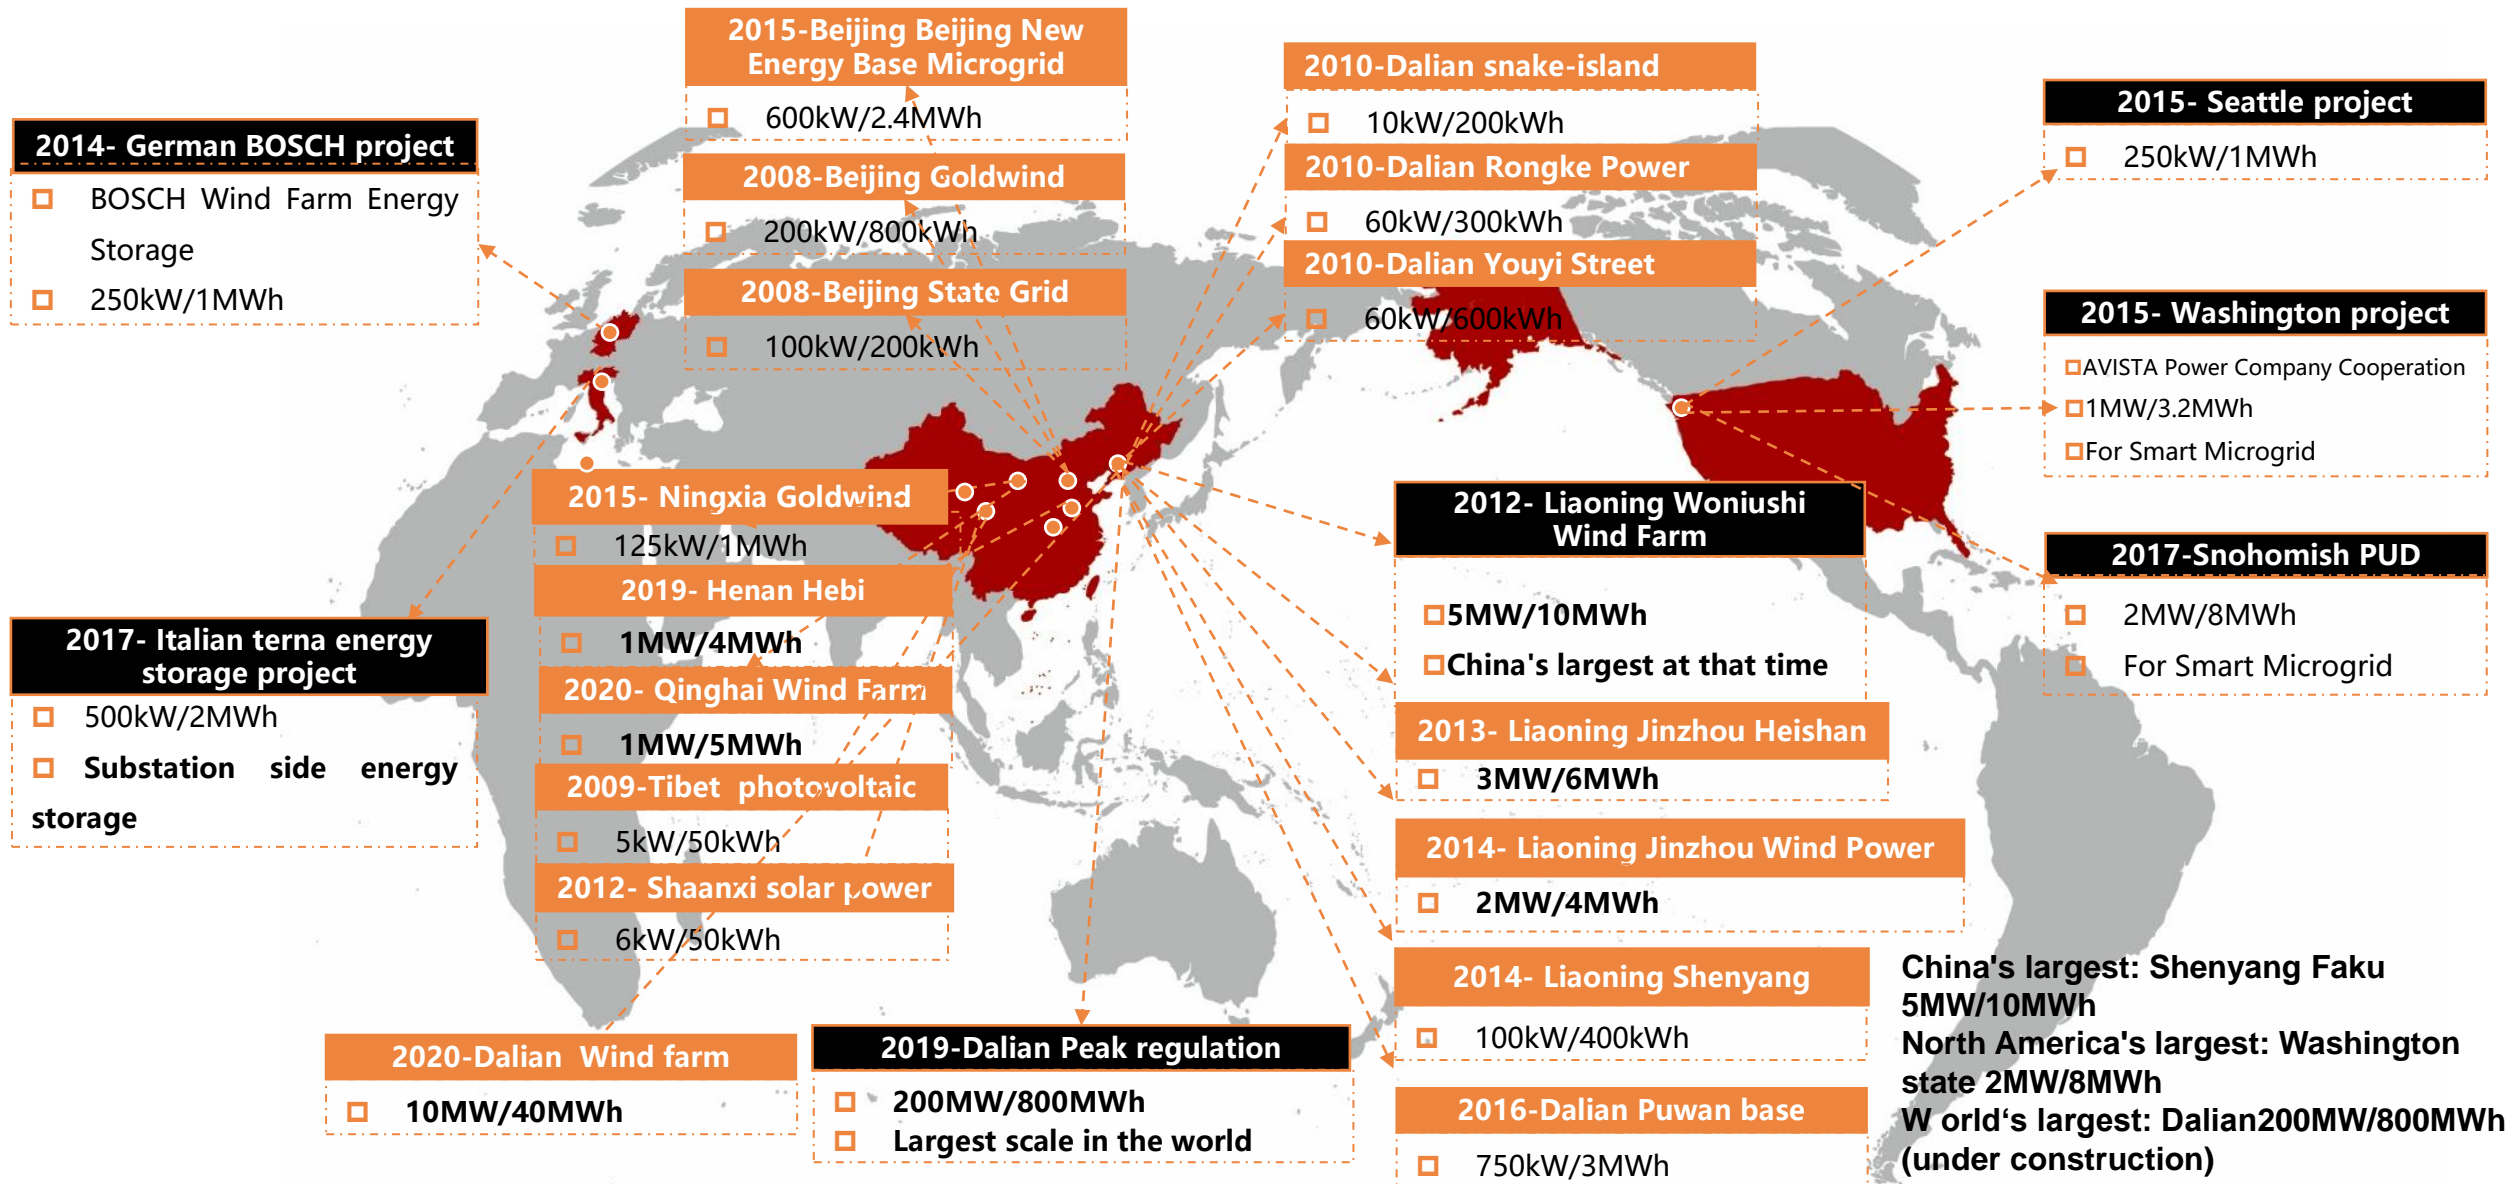 2015-Beijing Beijing New
Energy Base Microgrid
600kW/2.4MWh
2008-Beijing Goldwind
200kW/800kWh
2008-Beijing State Grid
100kW/200kWh
2010-Dalian snake-island
10kW/200kWh
2010-Dalian Rongke Power
60kW/300kWh
2010-Dalian Youyi Street
60kW/600kWh
2015- Seattle project
250kW/1MWh
2014- German BOSCH project
BOSCH Wind Farm Energy
Storage
250kW/1MWh
2015- Washington project
AVISTA Power Company Cooperation
1MW/3.2MWh
For Smart Microgrid
2015- Ningxia Goldwind
125kW/1MWh
2019- Henan Hebi
1MW/4MWh
2020- Qinghai Wind Farm
1MW/5MWh
2009-Tibet photovoltaic
5kW/50kWh
2012- Shaanxi solar power
6kW/50kWh
2012- Liaoning Woniushi
Wind Farm
5MW/10MWh
China's largest at that time
2013- Liaoning Jinzhou Heishan
3MW/6MWh
2014- Liaoning Jinzhou Wind Power
2MW/4MWh
2014- Liaoning Shenyang
100kW/400kWh
2016-Dalian Puwan base
750kW/3MWh
2017-Snohomish PUD
2MW/8MWh
For Smart Microgrid
2017- Italian terna energy
storage project
500kW/2MWh
Substation side energy
storage
2020-Dalian Wind farm
10MW/40MWh
2019-Dalian Peak regulation
200MW/800MWh
Largest scale in the world
China's largest: Shenyang Faku
5MW/10MWh
North America's largest: Washington
state 2MW/8MWh
W orld‘s largest: Dalian200MW/800MWh
(under construction)